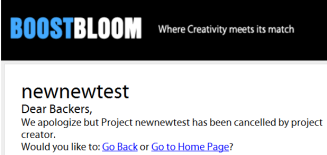 BOOSTBLOOM Where Creativity meets its match
newnewtest
Dear Backers,
We apologize but Project newnewtest has been cancelled by project
creator.
Would you like to: Go Back or Go to Home Page?